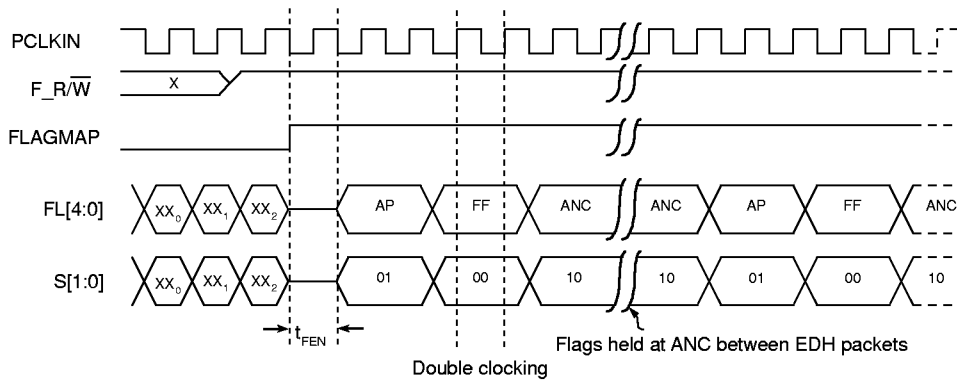 PCLKIN
F_R/W̅
X
FLAGMAP
FL[4:0]
XX₀ XX₁ XX₂ AP FF ANC ANC AP FF ANC
S[1:0]
XX₀ XX₁ XX₂ 01 00 10 10 01 00 10
tFEN
Flags held at ANC between EDH packets
Double clocking